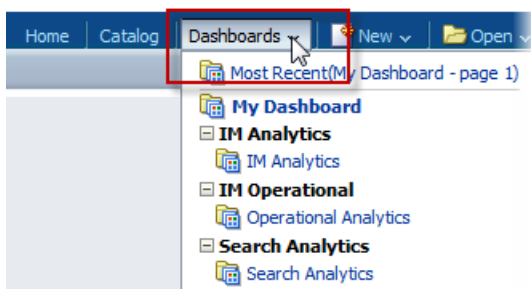 Home Catalog Dashboards New Open
Most Recent(My Dashboard - page 1)
My Dashboard
IM Analytics
IM Analytics
IM Operational
Operational Analytics
Search Analytics
Search Analytics